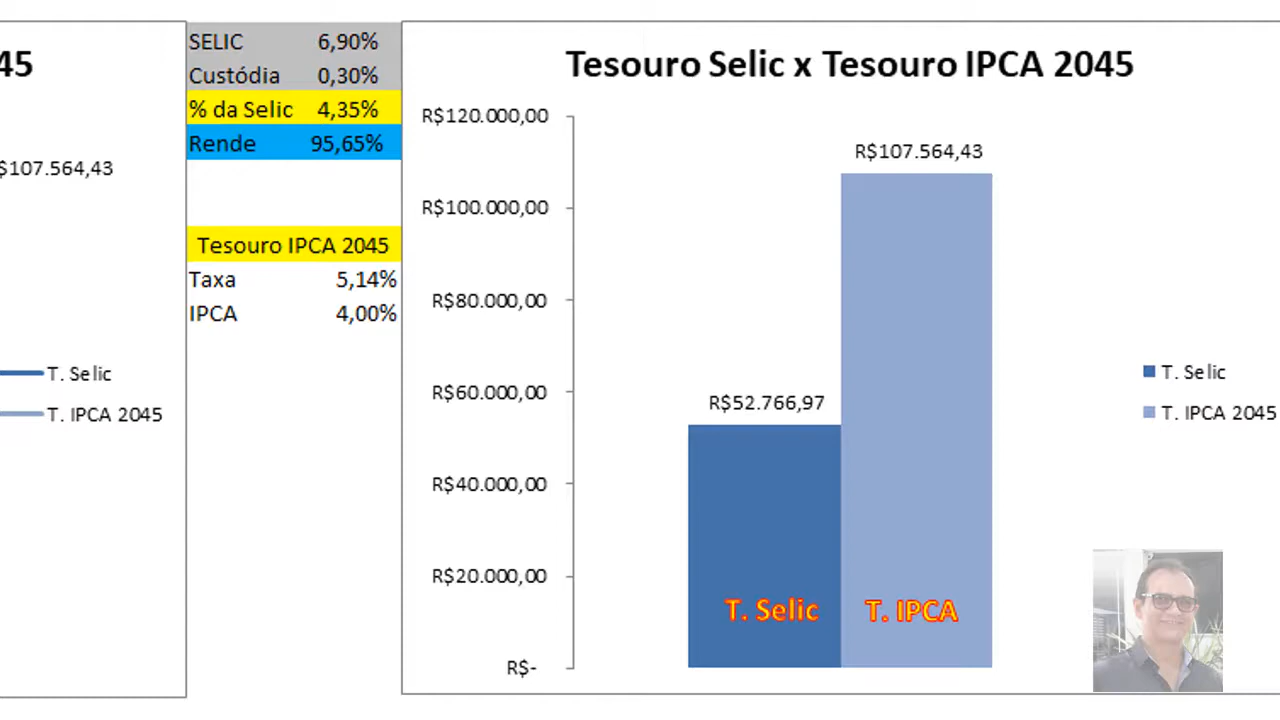 45
$107.564,43
T. Selic
T. IPCA 2045
SELIC 6,90%
Custódia 0,30%
% da Selic 4,35%
Rende 95,65%
Tesouro IPCA 2045
Taxa 5,14%
IPCA 4,00%
Tesouro Selic x Tesouro IPCA 2045
R$120.000,00
R$100.000,00
R$80.000,00
R$60.000,00
R$40.000,00
R$20.000,00
R$-
R$107.564,43
R$52.766,97
T. Selic
T. IPCA
T. Selic
T. IPCA 2045